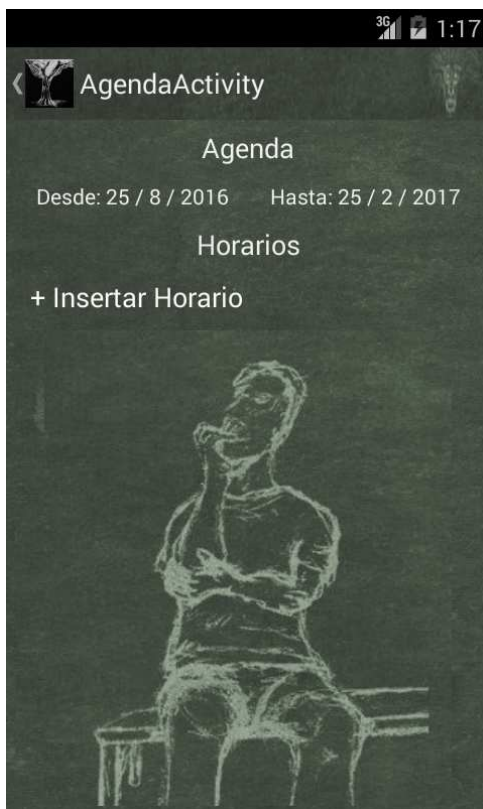 3G 1:17
AgendaActivity
Agenda
Desde: 25 / 8 / 2016 Hasta: 25 / 2 / 2017
Horarios
+ Insertar Horario